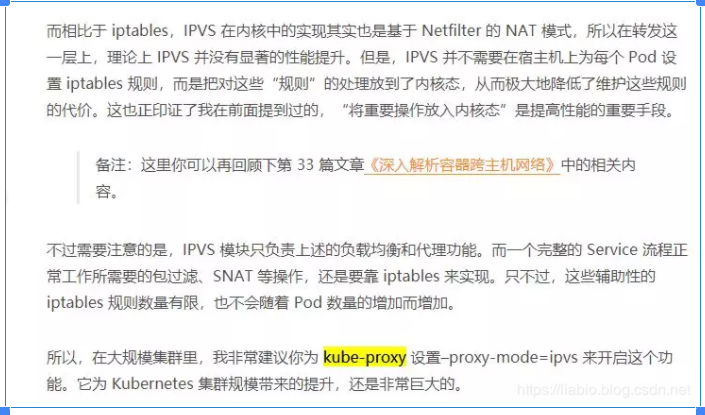 而相比于 iptables，IPVS 在内核中的实现其实也是基于 Netfilter 的 NAT 模式，所以在转发这
一层上，理论上 IPVS 并没有显著的性能提升。但是，IPVS 并不需要在宿主机上为每个 Pod 设
置 iptables 规则，而是把对这些“规则”的处理放到了内核态，从而极大地降低了维护这些规则
的代价。这也正印证了我在前面提到过的，“将重要操作放入内核态”是提高性能的重要手段。
备注：这里你可以再回顾下第 33 篇文章《深入解析容器跨主机网络》中的相关内
容。
不过需要注意的是，IPVS 模块只负责上述的负载均衡和代理功能。而一个完整的 Service 流程正
常工作所需要的包过滤、SNAT 等操作，还是要靠 iptables 来实现。只不过，这些辅助性的
iptables 规则数量有限，也不会随着 Pod 数量的增加而增加。
所以，在大规模集群里，我非常建议你为 kube-proxy 设置–proxy-mode=ipvs 来开启这个功
能。它为 Kubernetes 集群规模带来的提升，还是非常巨大的。
https://liabio.blog.csdn.net